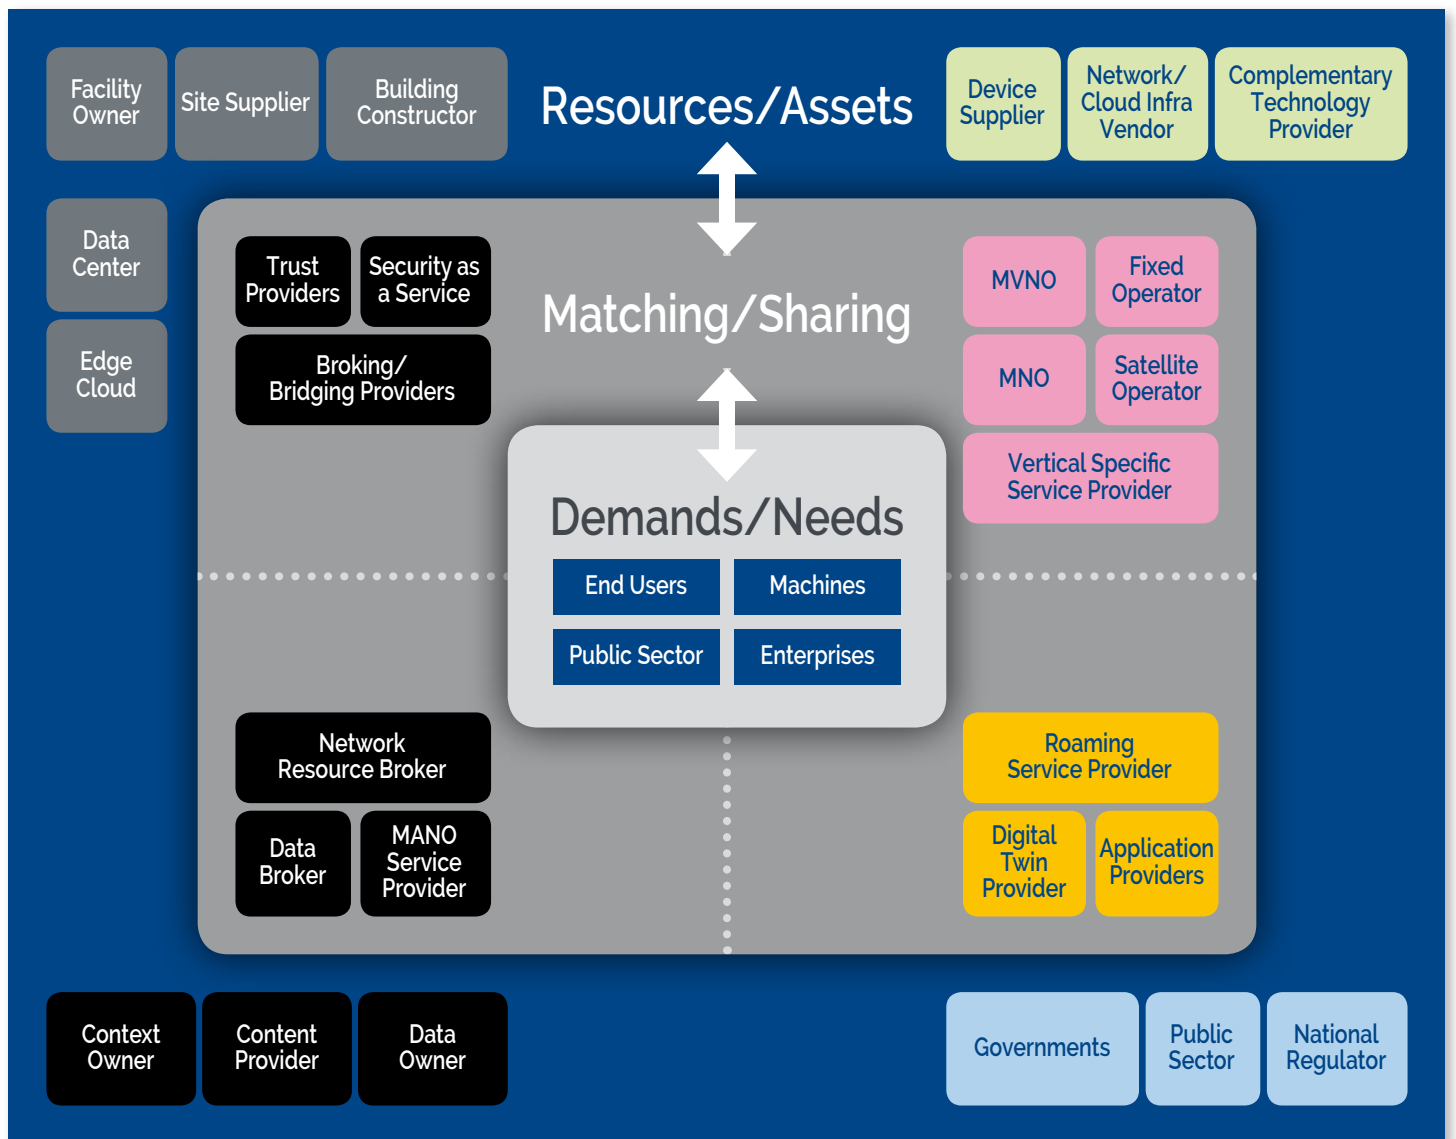 Facility
Owner
Site Supplier
Building
Constructor
Resources/Assets
Device
Supplier
Network/
Cloud Infra
Vendor
Complementary
Technology
Provider
Data
Center
Edge
Cloud
Trust
Providers
Security as
a Service
Broking/
Bridging Providers
Matching/Sharing
MVNO
Fixed
Operator
MNO
Satellite
Operator
Vertical Specific
Service Provider
Demands/Needs
End Users
Machines
Public Sector
Enterprises
Network
Resource Broker
Data
Broker
MANO
Service
Provider
Roaming
Service Provider
Digital
Twin
Provider
Application
Providers
Context
Owner
Content
Provider
Data
Owner
Governments
Public
Sector
National
Regulator